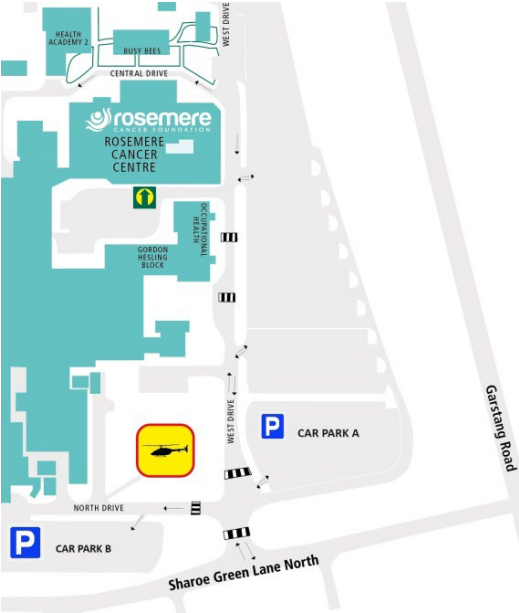 HEALTH
ACADEMY 2
BUSY BEES
WEST DRIVE
CENTRAL DRIVE
rosemere
CANCER FOUNDATION
ROSEMERE
CANCER
CENTRE
OCCUPATIONAL
HEALTH
GORDON
HESLING
BLOCK
Garstang Road
WEST DRIVE
P
CAR PARK A
NORTH DRIVE
P
CAR PARK B
Sharoe Green Lane North